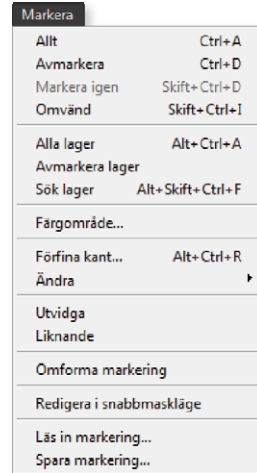 Markera
Allt Ctrl+A
Avmarkera Ctrl+D
Markera igen Skift+Ctrl+D
Omvänd Skift+Ctrl+I
Alla lager Alt+Ctrl+A
Avmarkera lager
Sök lager Alt+Skift+Ctrl+F
Färgområde...
Förfina kant... Alt+Ctrl+R
Ändra
Utvidga
Liknande
Omforma markering
Redigera i snabbmaskläge
Läs in markering...
Spara markering...